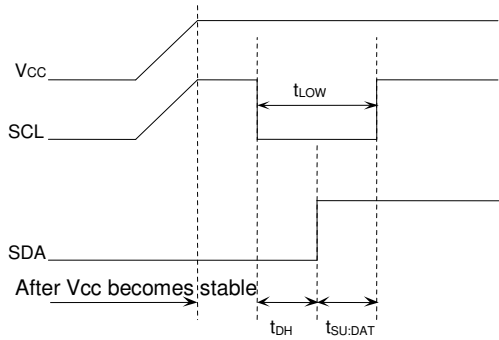 VCC
tLOW
SCL
SDA
After Vcc becomes stable
tDH
tSU:DAT